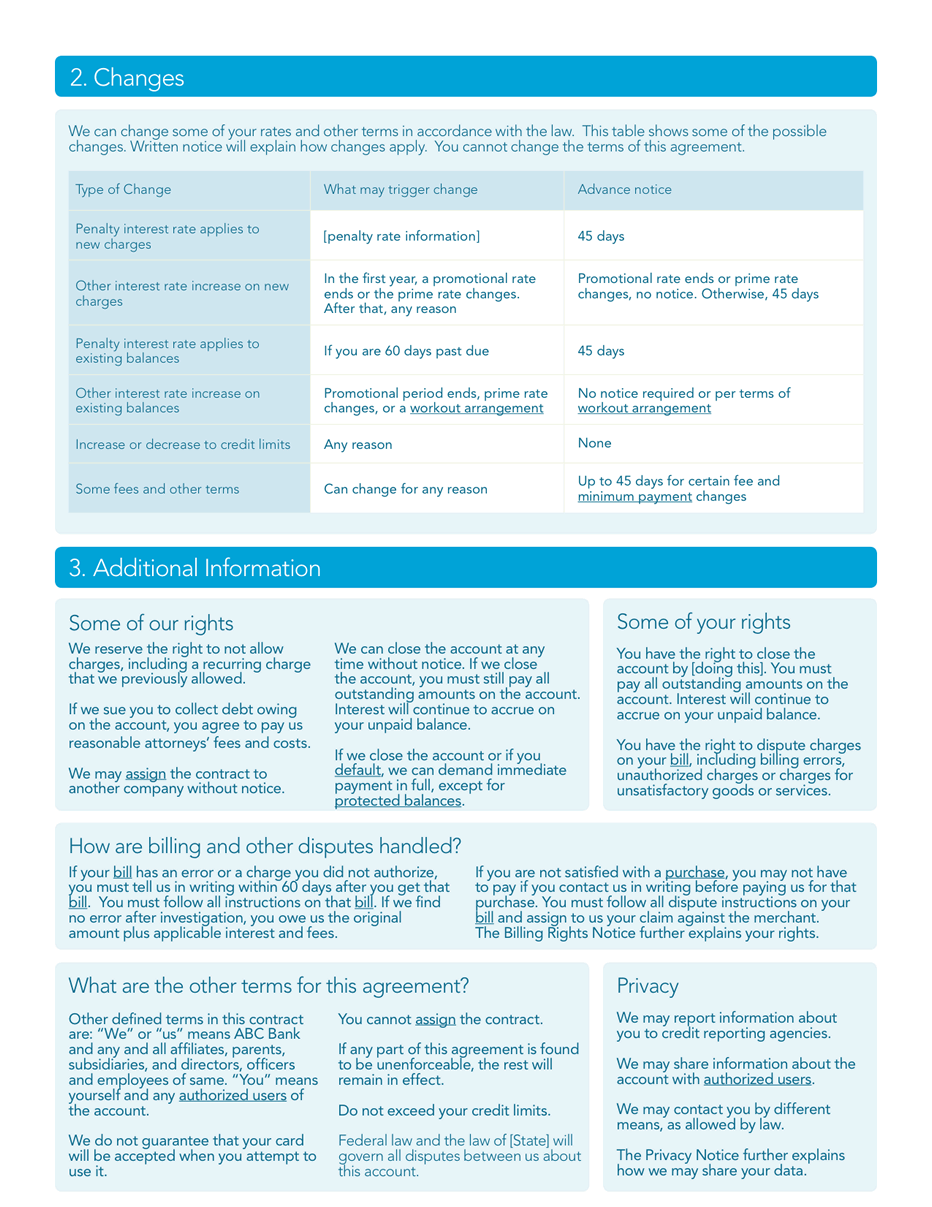 2. Changes
We can change some of your rates and other terms in accordance with the law.  This table shows some of the possible
changes. Written notice will explain how changes apply.  You cannot change the terms of this agreement.
Type of Change
What may trigger change
Advance notice
Penalty interest rate applies to
new charges
[penalty rate information]
45 days
Other interest rate increase on new
charges
In the first year, a promotional rate
ends or the prime rate changes.
After that, any reason
Promotional rate ends or prime rate
changes, no notice. Otherwise, 45 days
Penalty interest rate applies to
existing balances
If you are 60 days past due
45 days
Other interest rate increase on
existing balances
Promotional period ends, prime rate
changes, or a workout arrangement
No notice required or per terms of
workout arrangement
Increase or decrease to credit limits
Any reason
None
Some fees and other terms
Can change for any reason
Up to 45 days for certain fee and
minimum payment changes
3. Additional Information
Some of our rights
We reserve the right to not allow
charges, including a recurring charge
that we previously allowed.
If we sue you to collect debt owing
on the account, you agree to pay us
reasonable attorneys’ fees and costs.
We may assign the contract to
another company without notice.
We can close the account at any
time without notice. If we close
the account, you must still pay all
outstanding amounts on the account.
Interest will continue to accrue on
your unpaid balance.
If we close the account or if you
default, we can demand immediate
payment in full, except for
protected balances.
Some of your rights
You have the right to close the
account by [doing this]. You must
pay all outstanding amounts on the
account. Interest will continue to
accrue on your unpaid balance.
You have the right to dispute charges
on your bill, including billing errors,
unauthorized charges or charges for
unsatisfactory goods or services.
How are billing and other disputes handled?
If your bill has an error or a charge you did not authorize,
you must tell us in writing within 60 days after you get that
bill.  You must follow all instructions on that bill. If we find
no error after investigation, you owe us the original
amount plus applicable interest and fees.
If you are not satisfied with a purchase, you may not have
to pay if you contact us in writing before paying us for that
purchase. You must follow all dispute instructions on your
bill and assign to us your claim against the merchant.
The Billing Rights Notice further explains your rights.
What are the other terms for this agreement?
Other defined terms in this contract
are: “We” or “us” means ABC Bank
and any and all affiliates, parents,
subsidiaries, and directors, officers
and employees of same. “You” means
yourself and any authorized users of
the account.
We do not guarantee that your card
will be accepted when you attempt to
use it.
You cannot assign the contract.
If any part of this agreement is found
to be unenforceable, the rest will
remain in effect.
Do not exceed your credit limits.
Federal law and the law of [State] will
govern all disputes between us about
this account.
Privacy
We may report information about
you to credit reporting agencies.
We may share information about the
account with authorized users.
We may contact you by different
means, as allowed by law.
The Privacy Notice further explains
how we may share your data.